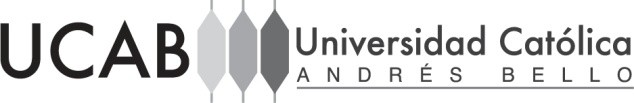 UCAB
Universidad Católica
ANDRÉS BELLO